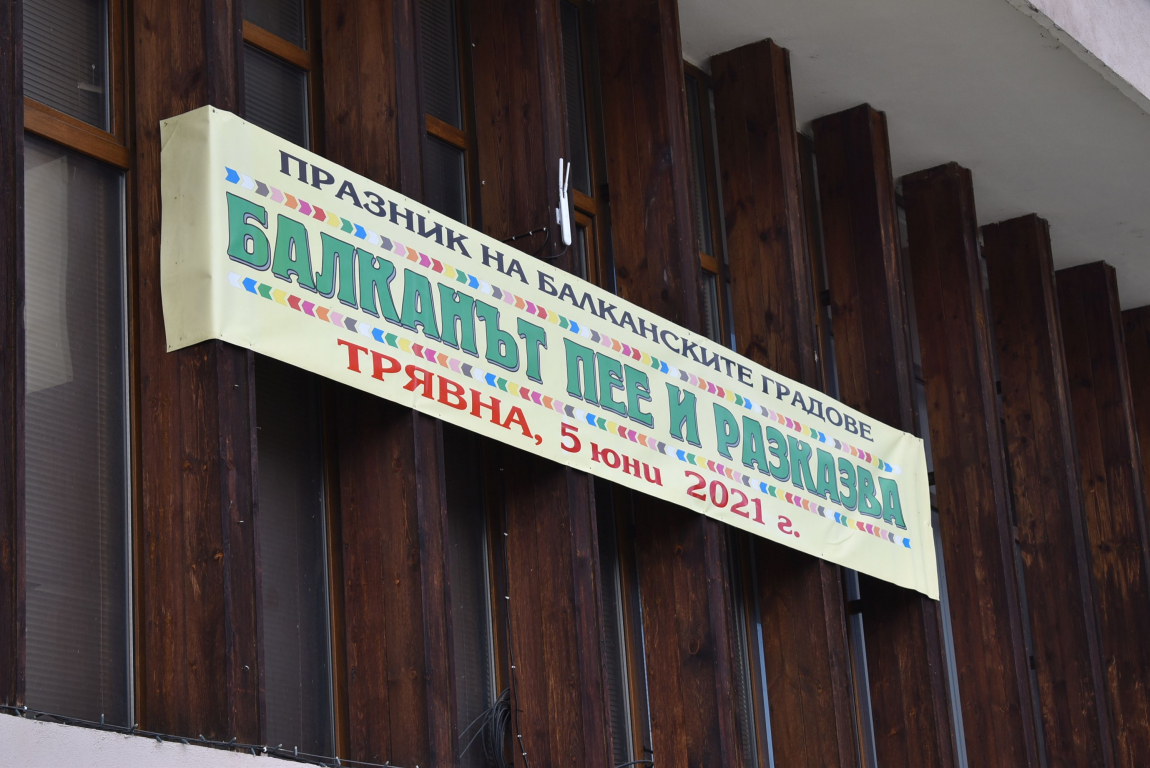 ПРАЗНИК НА БАЛКАНСКИТЕ ГРАДОВЕ
БАЛКАНЪТ ПЕЕ И РАЗКАЗВА
ТРЯВНА, 5 юни 2021 г.